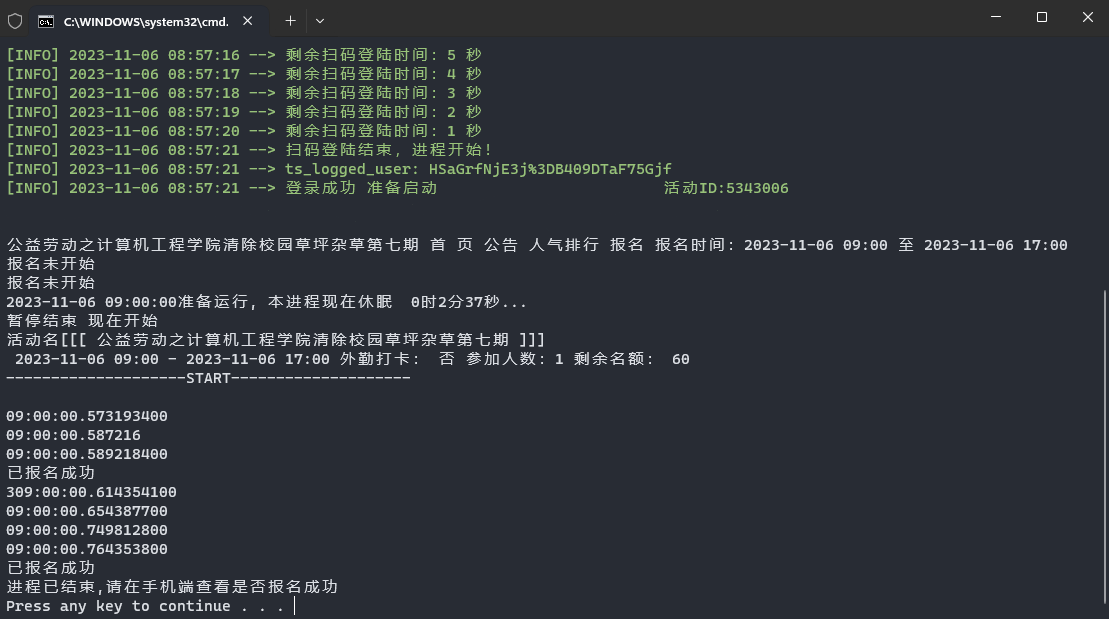 C:\WINDOWS\system32\cmd.
[INFO] 2023-11-06 08:57:16 --> 剩余扫码登陆时间: 5 秒
[INFO] 2023-11-06 08:57:17 --> 剩余扫码登陆时间: 4 秒
[INFO] 2023-11-06 08:57:18 --> 剩余扫码登陆时间: 3 秒
[INFO] 2023-11-06 08:57:19 --> 剩余扫码登陆时间: 2 秒
[INFO] 2023-11-06 08:57:20 --> 剩余扫码登陆时间: 1 秒
[INFO] 2023-11-06 08:57:21 --> 扫码登陆结束, 进程开始!
[INFO] 2023-11-06 08:57:21 --> ts_logged_user: HSaGrfNjE3j%3DB409DTaF75Gjf
[INFO] 2023-11-06 08:57:21 --> 登录成功 准备启动 活动ID:5343006
公益劳动之计算机工程学院清除校园草坪杂草第七期 首 页 公告 人气排行 报名 报名时间: 2023-11-06 09:00 至 2023-11-06 17:00
报名未开始
报名未开始
2023-11-06 09:00:00准备运行, 本进程现在休眠 0时2分37秒...
暂停结束 现在开始
活动名[[[ 公益劳动之计算机工程学院清除校园草坪杂草第七期 ]]]
2023-11-06 09:00 - 2023-11-06 17:00 外勤打卡: 否 参加人数: 1 剩余名额: 60
--------------------START--------------------
09:00:00.573193400
09:00:00.587216
09:00:00.589218400
已报名成功
309:00:00.614354100
09:00:00.654387700
09:00:00.749812800
09:00:00.764353800
已报名成功
进程已结束,请在手机端查看是否报名成功
Press any key to continue . . .